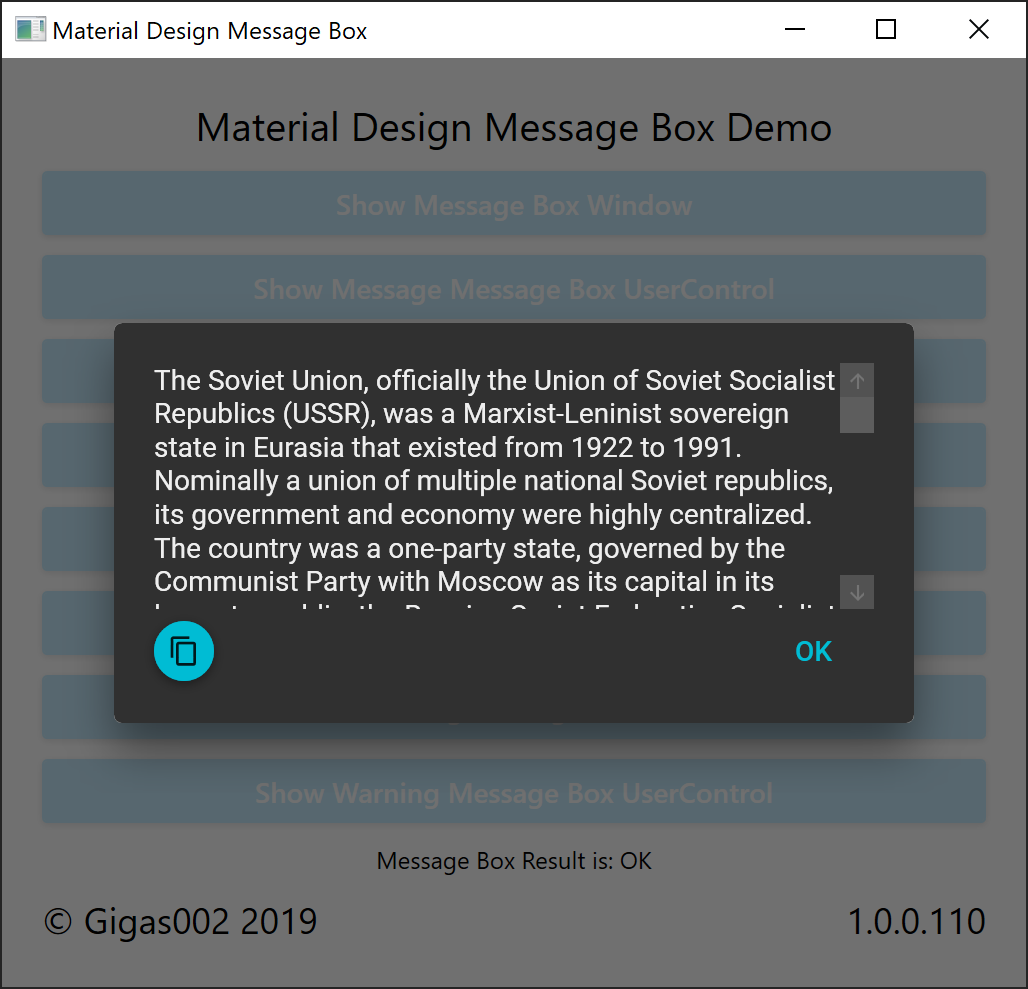 Material Design Message Box
Material Design Message Box Demo
Show Message Box Window
Show Message Message Box UserControl
The Soviet Union, officially the Union of Soviet Socialist
Republics (USSR), was a Marxist-Leninist sovereign
state in Eurasia that existed from 1922 to 1991.
Nominally a union of multiple national Soviet republics,
its government and economy were highly centralized.
The country was a one-party state, governed by the
Communist Party with Moscow as its capital in its
OK
Show Warning Message Box UserControl
Message Box Result is: OK
© Gigas002 2019
1.0.0.110